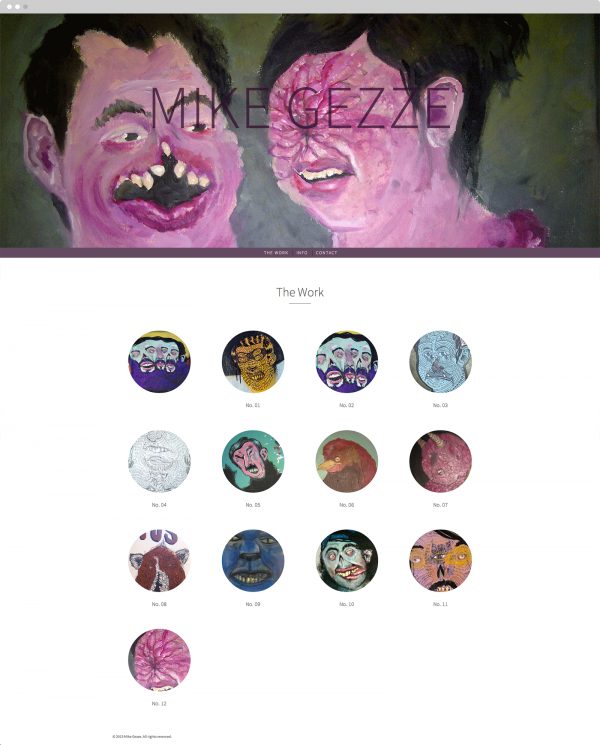 MIKE GEZZE
THE WORK INFO CONTACT
The Work
No. 01 No. 02 No. 03
No. 04 No. 05 No. 06 No. 07
No. 08 No. 09 No. 10 No. 11
No. 12
© 2013 Mike Gezze. All rights reserved.